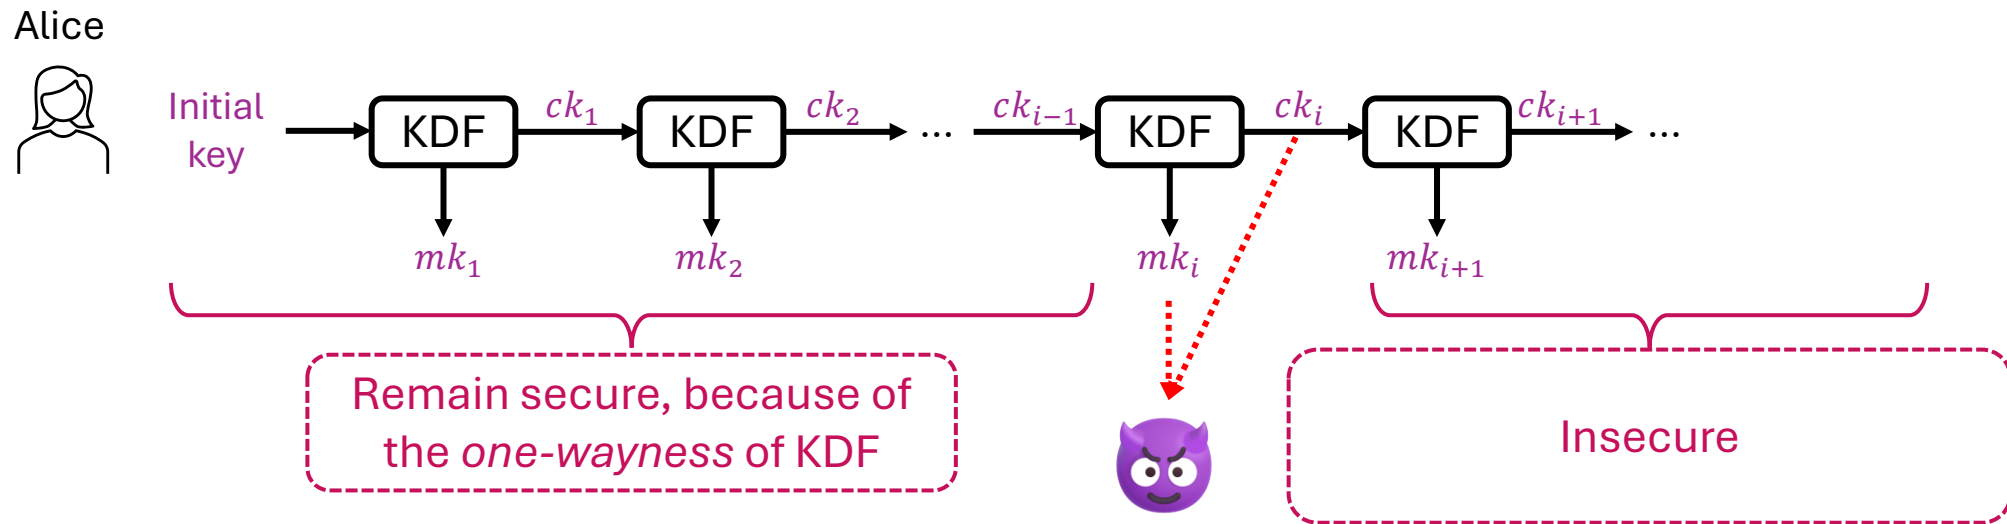 Alice
Initial
key
KDF
ck₁
KDF
ck₂
...
ckᵢ₋₁
KDF
ckᵢ
KDF
ckᵢ₊₁
...
mk₁
mk₂
mkᵢ
mkᵢ₊₁
Remain secure, because of
the one-wayness of KDF
Insecure